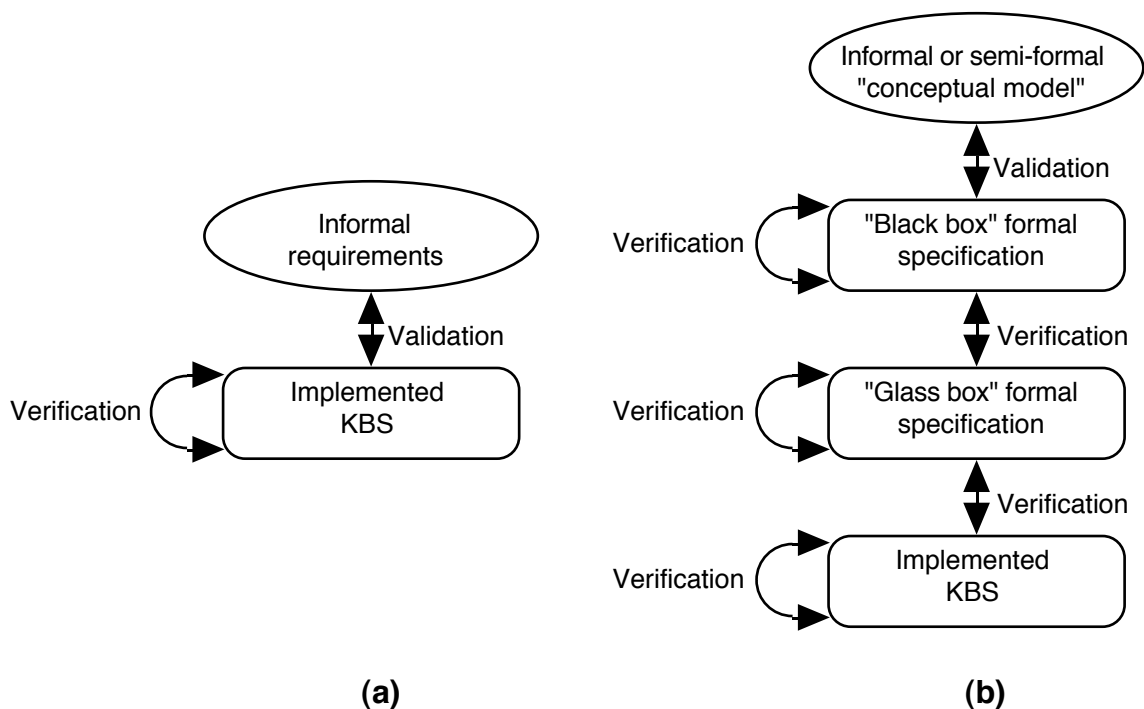 Informal
requirements
Validation
Verification
Implemented
KBS
(a)
Informal or semi-formal
"conceptual model"
Validation
Verification
"Black box" formal
specification
Verification
Verification
"Glass box" formal
specification
Verification
Verification
Implemented
KBS
(b)